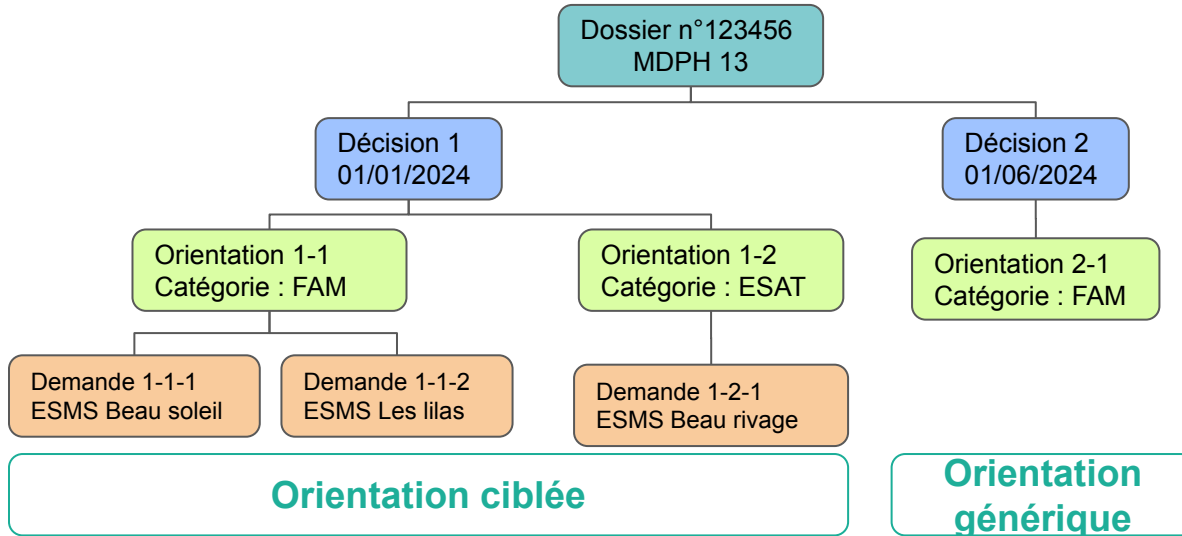 Dossier n°123456
MDPH 13
Décision 1
01/01/2024
Décision 2
01/06/2024
Orientation 1-1
Catégorie : FAM
Orientation 1-2
Catégorie : ESAT
Orientation 2-1
Catégorie : FAM
Demande 1-1-1
ESMS Beau soleil
Demande 1-1-2
ESMS Les lilas
Demande 1-2-1
ESMS Beau rivage
Orientation ciblée
Orientation
générique